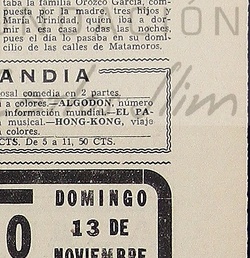 taba la familia Orozco García, com-
puesta por la madre, tres hijos
María Trinidad quien iba a dor-
mir a esa casa todas las noches,
pues el día lo pasaba en su domi-
cilio de las calles de Matamoros.
ANDIA
osal comedia en 2 partes.
a colores.—ALGODON, número
información mundial.—EL PA-
musical.—HONG-KONG, viaje
colores.
CTS. De 5 a 11, 50 CTS.
O
DOMINGO
13 DE
NOVIEMBRE